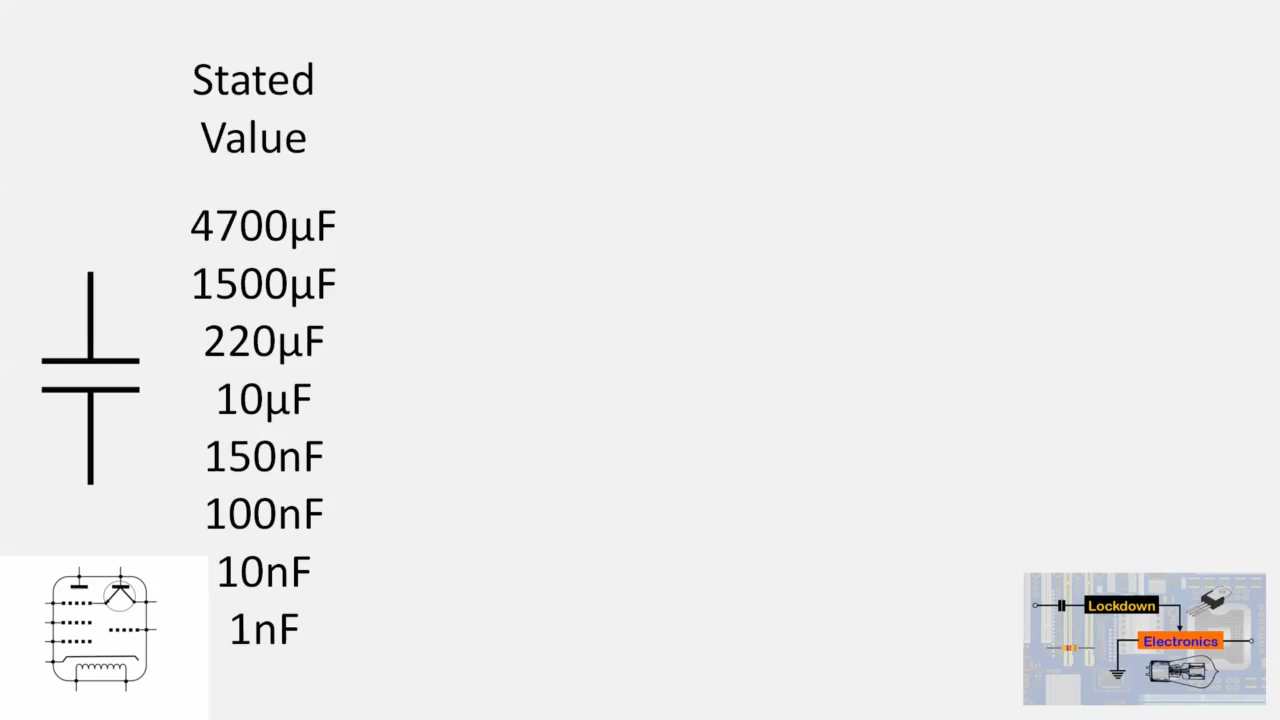 Stated
Value
4700µF
1500µF
220µF
10µF
150nF
100nF
10nF
1nF
Lockdown
Electronics